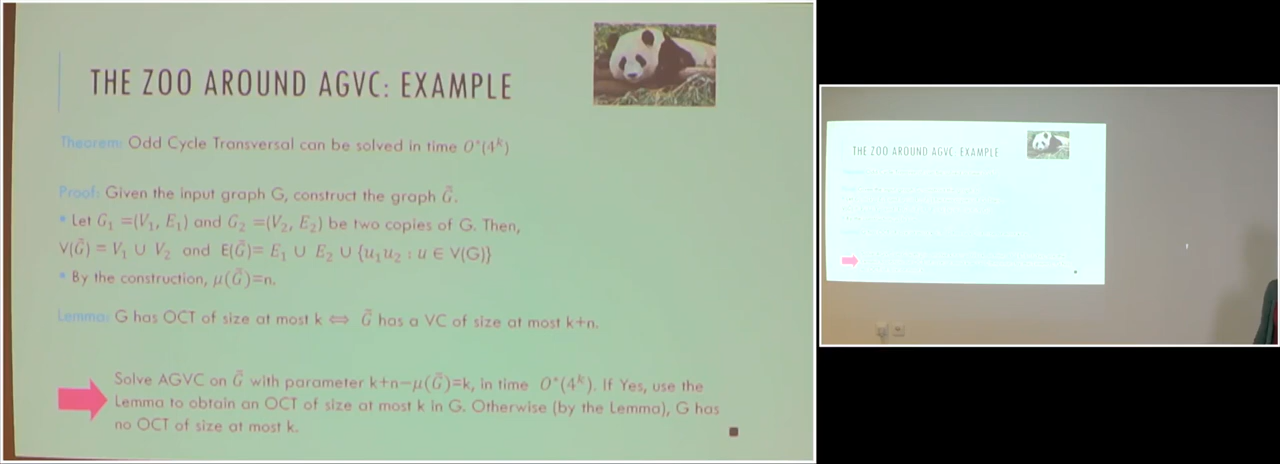 THE ZOO AROUND AGVC: EXAMPLE
Theorem: Odd Cycle Transversal can be solved in time O*(4^k)
Proof: Given the input graph G, construct the graph G̃.
• Let G₁ =(V₁, E₁) and G₂ =(V₂, E₂) be two copies of G. Then,
V(G̃) = V₁ ∪ V₂ and E(G̃)= E₁ ∪ E₂ ∪ {u₁u₂ : u ∈ V(G)}
• By the construction, μ(G̃)=n.
Lemma: G has OCT of size at most k ⟺ G̃ has a VC of size at most k+n.
Solve AGVC on G̃ with parameter k+n−μ(G̃)=k, in time O*(4^k). If Yes, use the
Lemma to obtain an OCT of size at most k in G. Otherwise (by the Lemma), G has
no OCT of size at most k.
THE ZOO AROUND AGVC: EXAMPLE